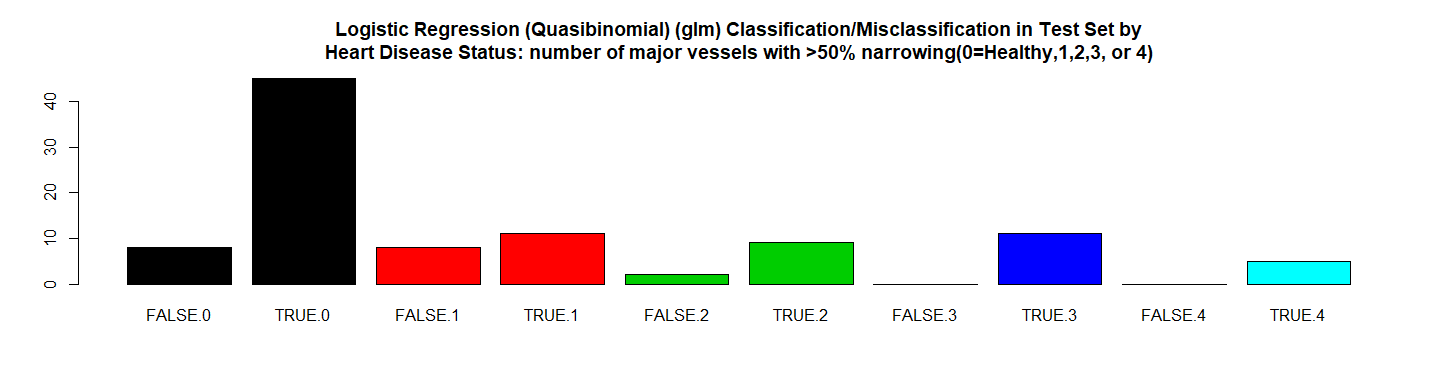 Logistic Regression (Quasibinomial) (glm) Classification/Misclassification in Test Set by
Heart Disease Status: number of major vessels with >50% narrowing(0=Healthy,1,2,3, or 4)
40
30
20
10
0
FALSE.0 TRUE.0 FALSE.1 TRUE.1 FALSE.2 TRUE.2 FALSE.3 TRUE.3 FALSE.4 TRUE.4